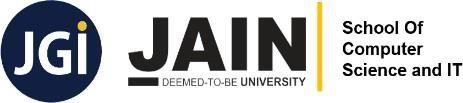 JGi
JAIN
DEEMED-TO-BE UNIVERSITY
School Of
Computer
Science and IT